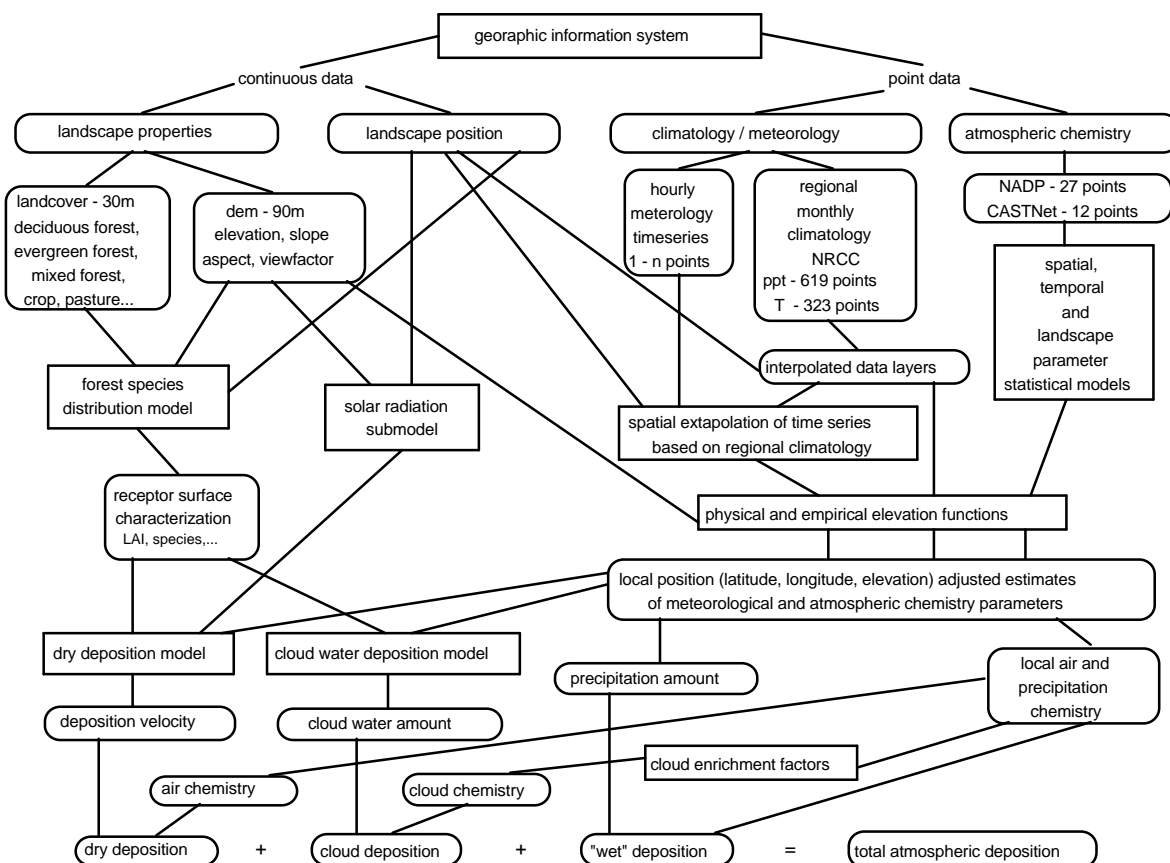 georaphic information system
continuous data
point data
landscape properties
landscape position
climatology / meteorology
atmospheric chemistry
landcover - 30m
deciduous forest,
evergreen forest,
mixed forest,
crop, pasture...
dem - 90m
elevation, slope
aspect, viewfactor
hourly
meterology
timeseries
1 - n points
regional
monthly
climatology
NRCC
ppt - 619 points
T - 323 points
NADP - 27 points
CASTNet - 12 points
spatial,
temporal
and
landscape
parameter
statistical models
forest species
distribution model
solar radiation
submodel
interpolated data layers
spatial extapolation of time series
based on regional climatology
receptor surface
characterization
LAI, species,...
physical and empirical elevation functions
local position (latitude, longitude, elevation) adjusted estimates
of meteorological and atmospheric chemistry parameters
dry deposition model
cloud water deposition model
precipitation amount
local air and
precipitation
chemistry
deposition velocity
cloud water amount
cloud enrichment factors
air chemistry
cloud chemistry
dry deposition + cloud deposition + "wet" deposition = total atmospheric deposition